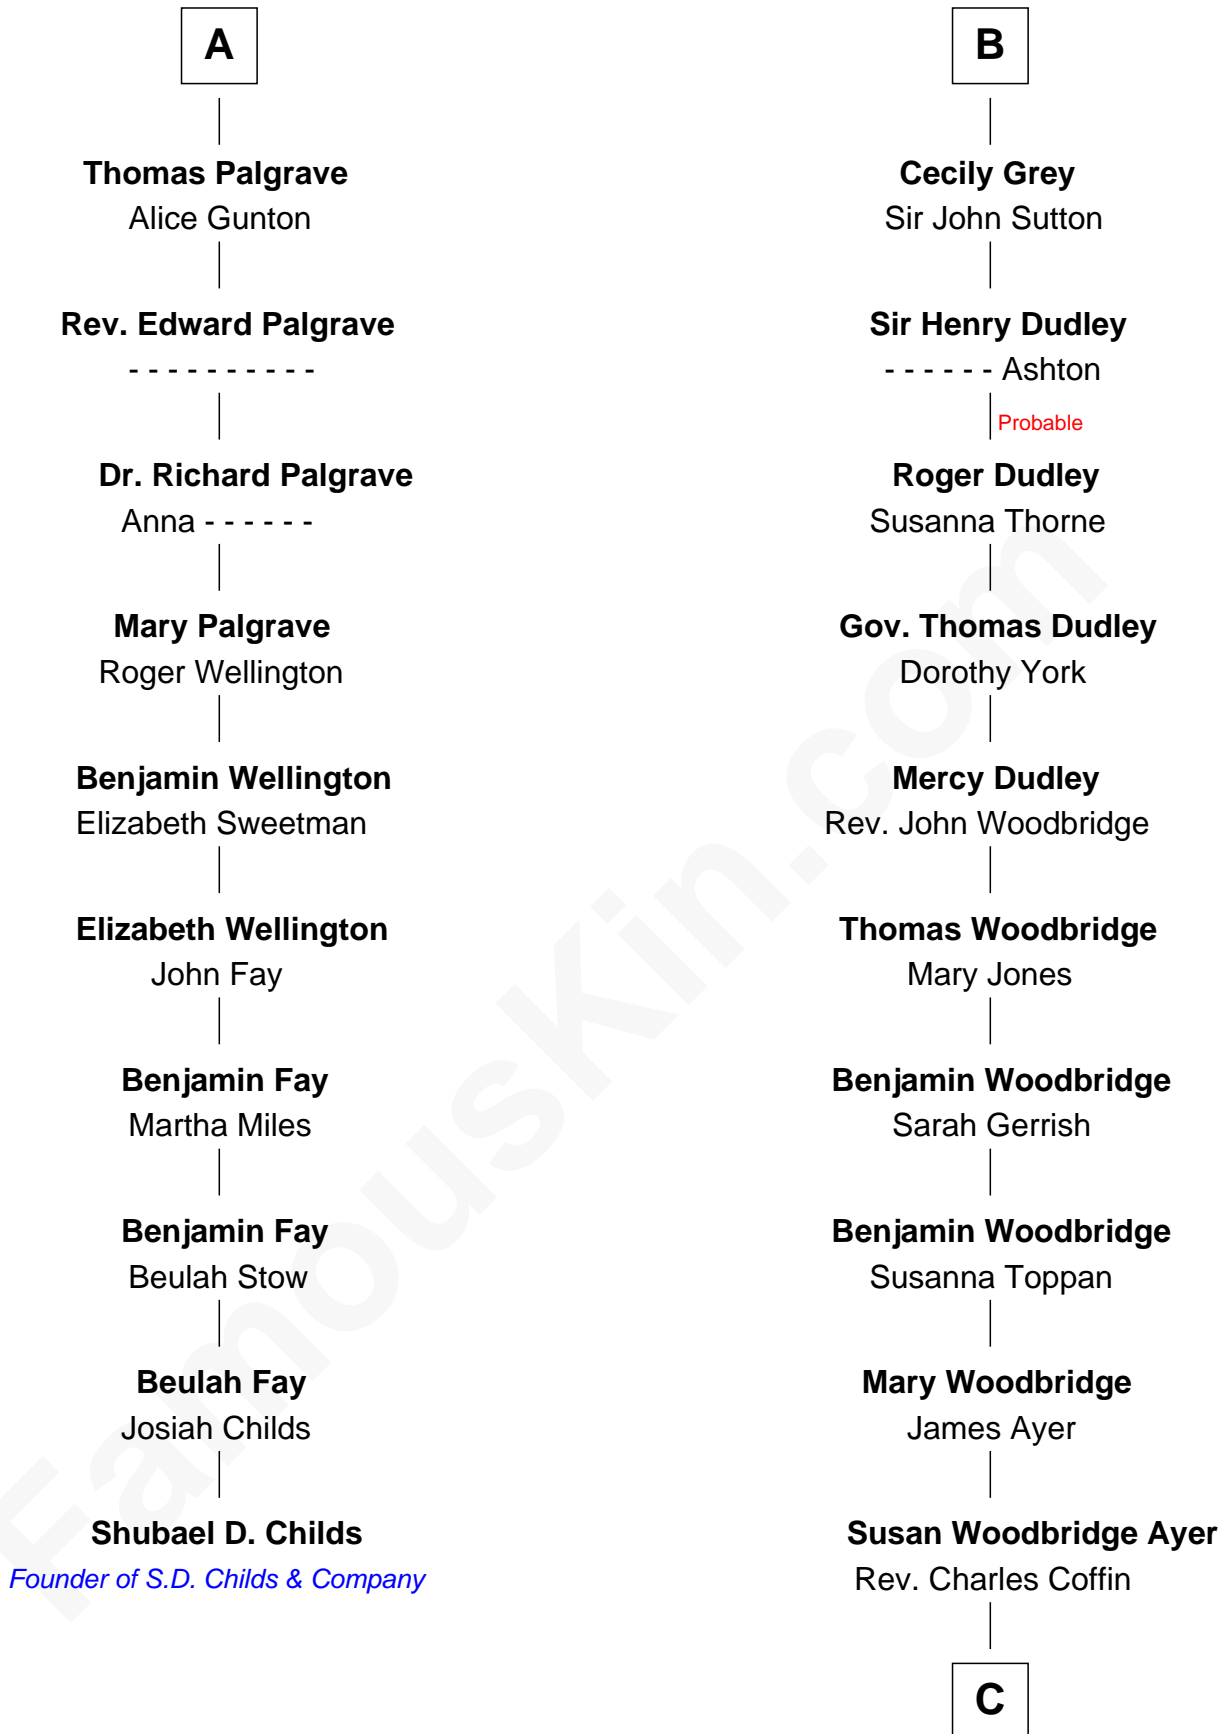 A
Thomas Palgrave
Alice Gunton
Rev. Edward Palgrave
- - - - - - - - - -
Dr. Richard Palgrave
Anna - - - - - -
Mary Palgrave
Roger Wellington
Benjamin Wellington
Elizabeth Sweetman
Elizabeth Wellington
John Fay
Benjamin Fay
Martha Miles
Benjamin Fay
Beulah Stow
Beulah Fay
Josiah Childs
Shubael D. Childs
Founder of S.D. Childs & Company
B
Cecily Grey
Sir John Sutton
Sir Henry Dudley
- - - - - - Ashton
Probable
Roger Dudley
Susanna Thorne
Gov. Thomas Dudley
Dorothy York
Mercy Dudley
Rev. John Woodbridge
Thomas Woodbridge
Mary Jones
Benjamin Woodbridge
Sarah Gerrish
Benjamin Woodbridge
Susanna Toppan
Mary Woodbridge
James Ayer
Susan Woodbridge Ayer
Rev. Charles Coffin
C
FamousKin.com